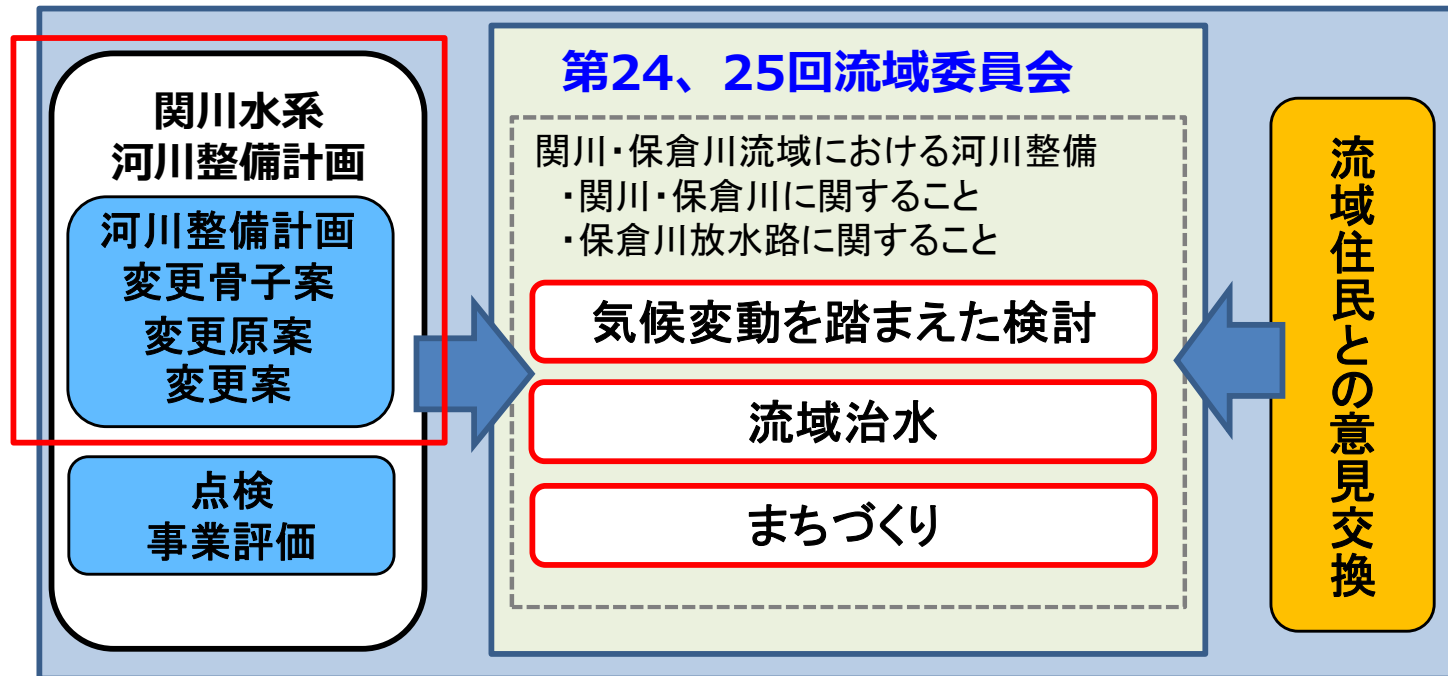 関川水系
河川整備計画
河川整備計画
変更骨子案
変更原案
変更案
点検
事業評価
第24、25回流域委員会
関川・保倉川流域における河川整備
・関川・保倉川に関すること
・保倉川放水路に関すること
気候変動を踏まえた検討
流域治水
まちづくり
流域住民との意見交換